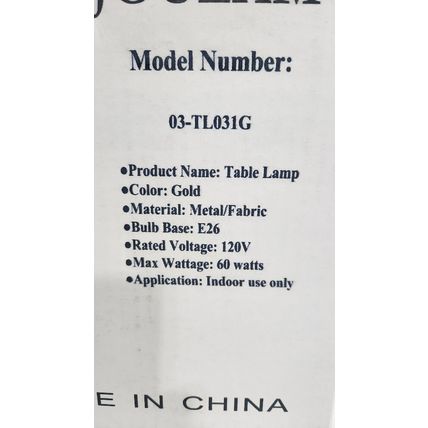 Model Number:
03-TL031G
●Product Name: Table Lamp
●Color: Gold
●Material: Metal/Fabric
●Bulb Base: E26
●Rated Voltage: 120V
●Max Wattage: 60 watts
●Application: Indoor use only
E IN CHINA